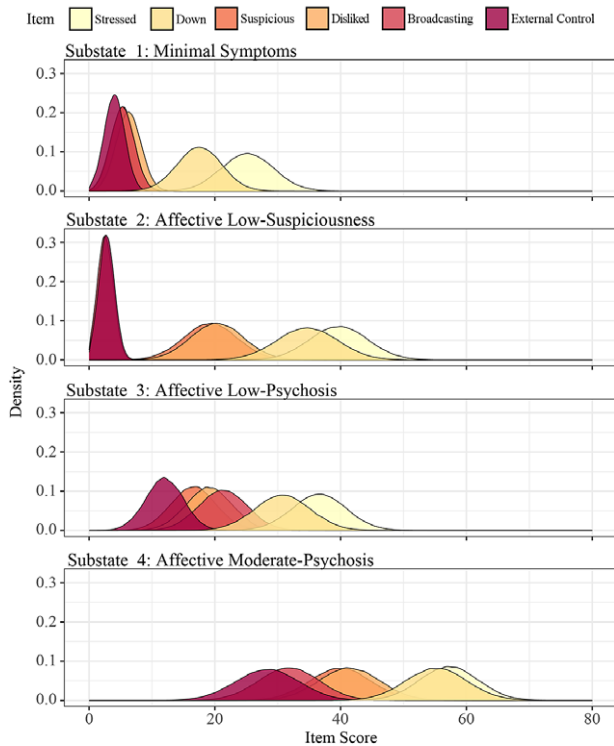 Item Stressed Down Suspicious Disliked Broadcasting External Control
Substate 1: Minimal Symptoms
0.3
0.2
0.1
0.0
Substate 2: Affective Low-Suspiciousness
0.3
0.2
0.1
0.0
Density
Substate 3: Affective Low-Psychosis
0.3
0.2
0.1
0.0
Substate 4: Affective Moderate-Psychosis
0.3
0.2
0.1
0.0
0 20 40 60 80
Item Score